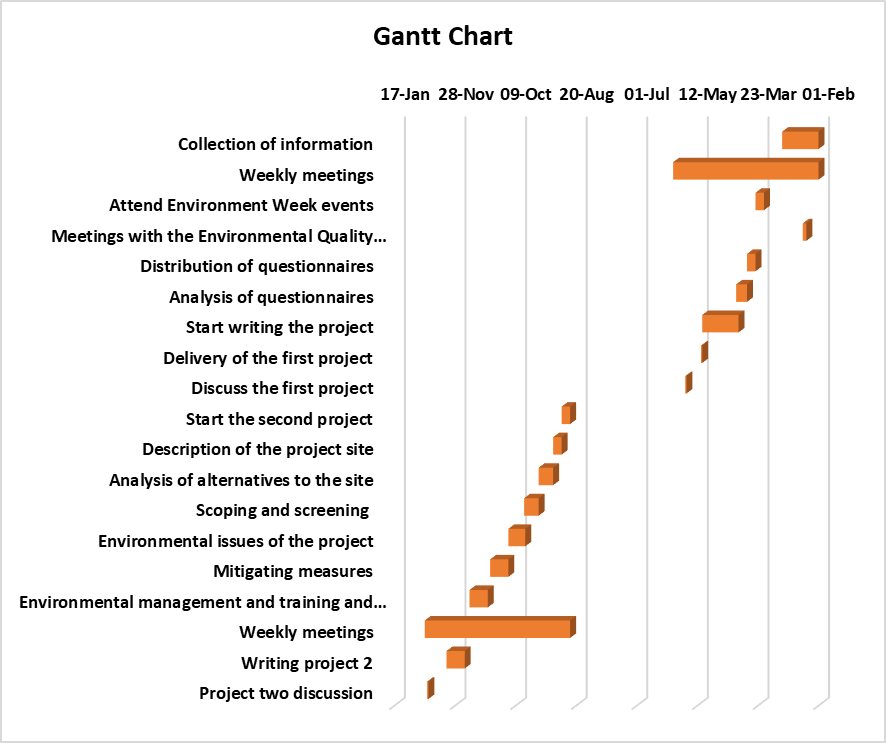 Gantt Chart
17-Jan 28-Nov 09-Oct 20-Aug 01-Jul 12-May 23-Mar 01-Feb
Collection of information
Weekly meetings
Attend Environment Week events
Meetings with the Environmental Quality...
Distribution of questionnaires
Analysis of questionnaires
Start writing the project
Delivery of the first project
Discuss the first project
Start the second project
Description of the project site
Analysis of alternatives to the site
Scoping and screening
Environmental issues of the project
Mitigating measures
Environmental management and training and...
Weekly meetings
Writing project 2
Project two discussion